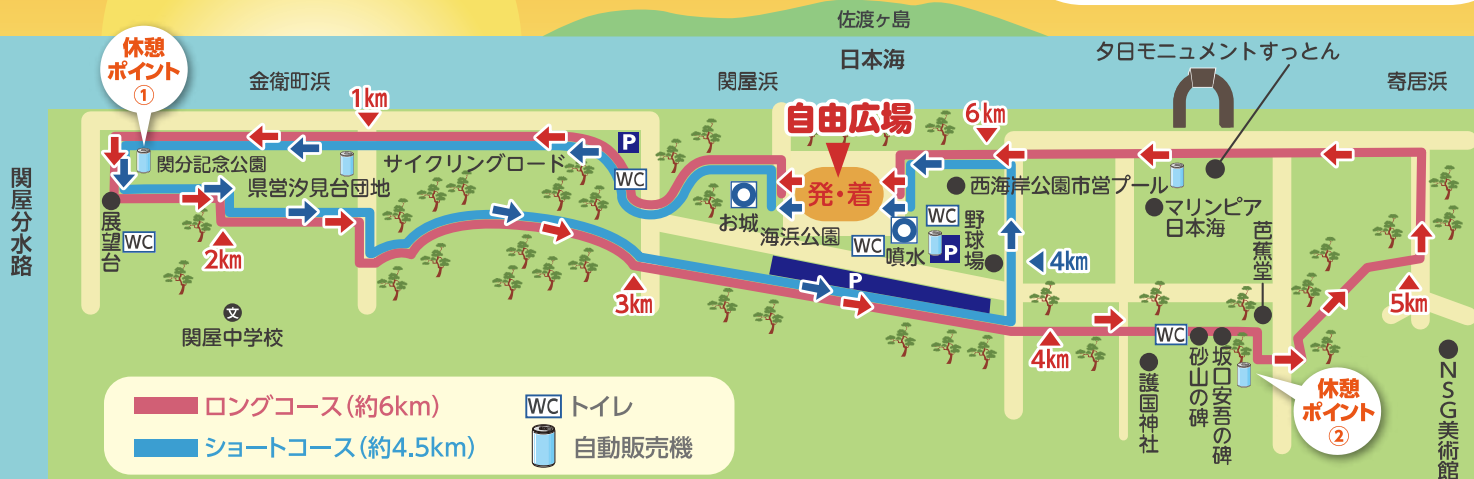 佐渡ヶ島
日本海
夕日モニュメントすっとん
休憩
ポイント
①
金衛町浜
関屋浜
寄居浜
1km
自由広場
6km
P
関分記念公園
サイクリングロード
県営汐見台団地
WC
発・着
西海岸公園市営プール
関屋分水路
展望台
WC
お城
海浜公園
WC
WC
噴水
P
野球場
マリンピア
日本海
芭蕉堂
2km
4km
3km
P
5km
文
関屋中学校
4km
WC
護国神社
砂山の碑
坂口安吾の碑
休憩
ポイント
②
NSG美術館
ロングコース(約6km)
WC トイレ
ショートコース(約4.5km)
自動販売機